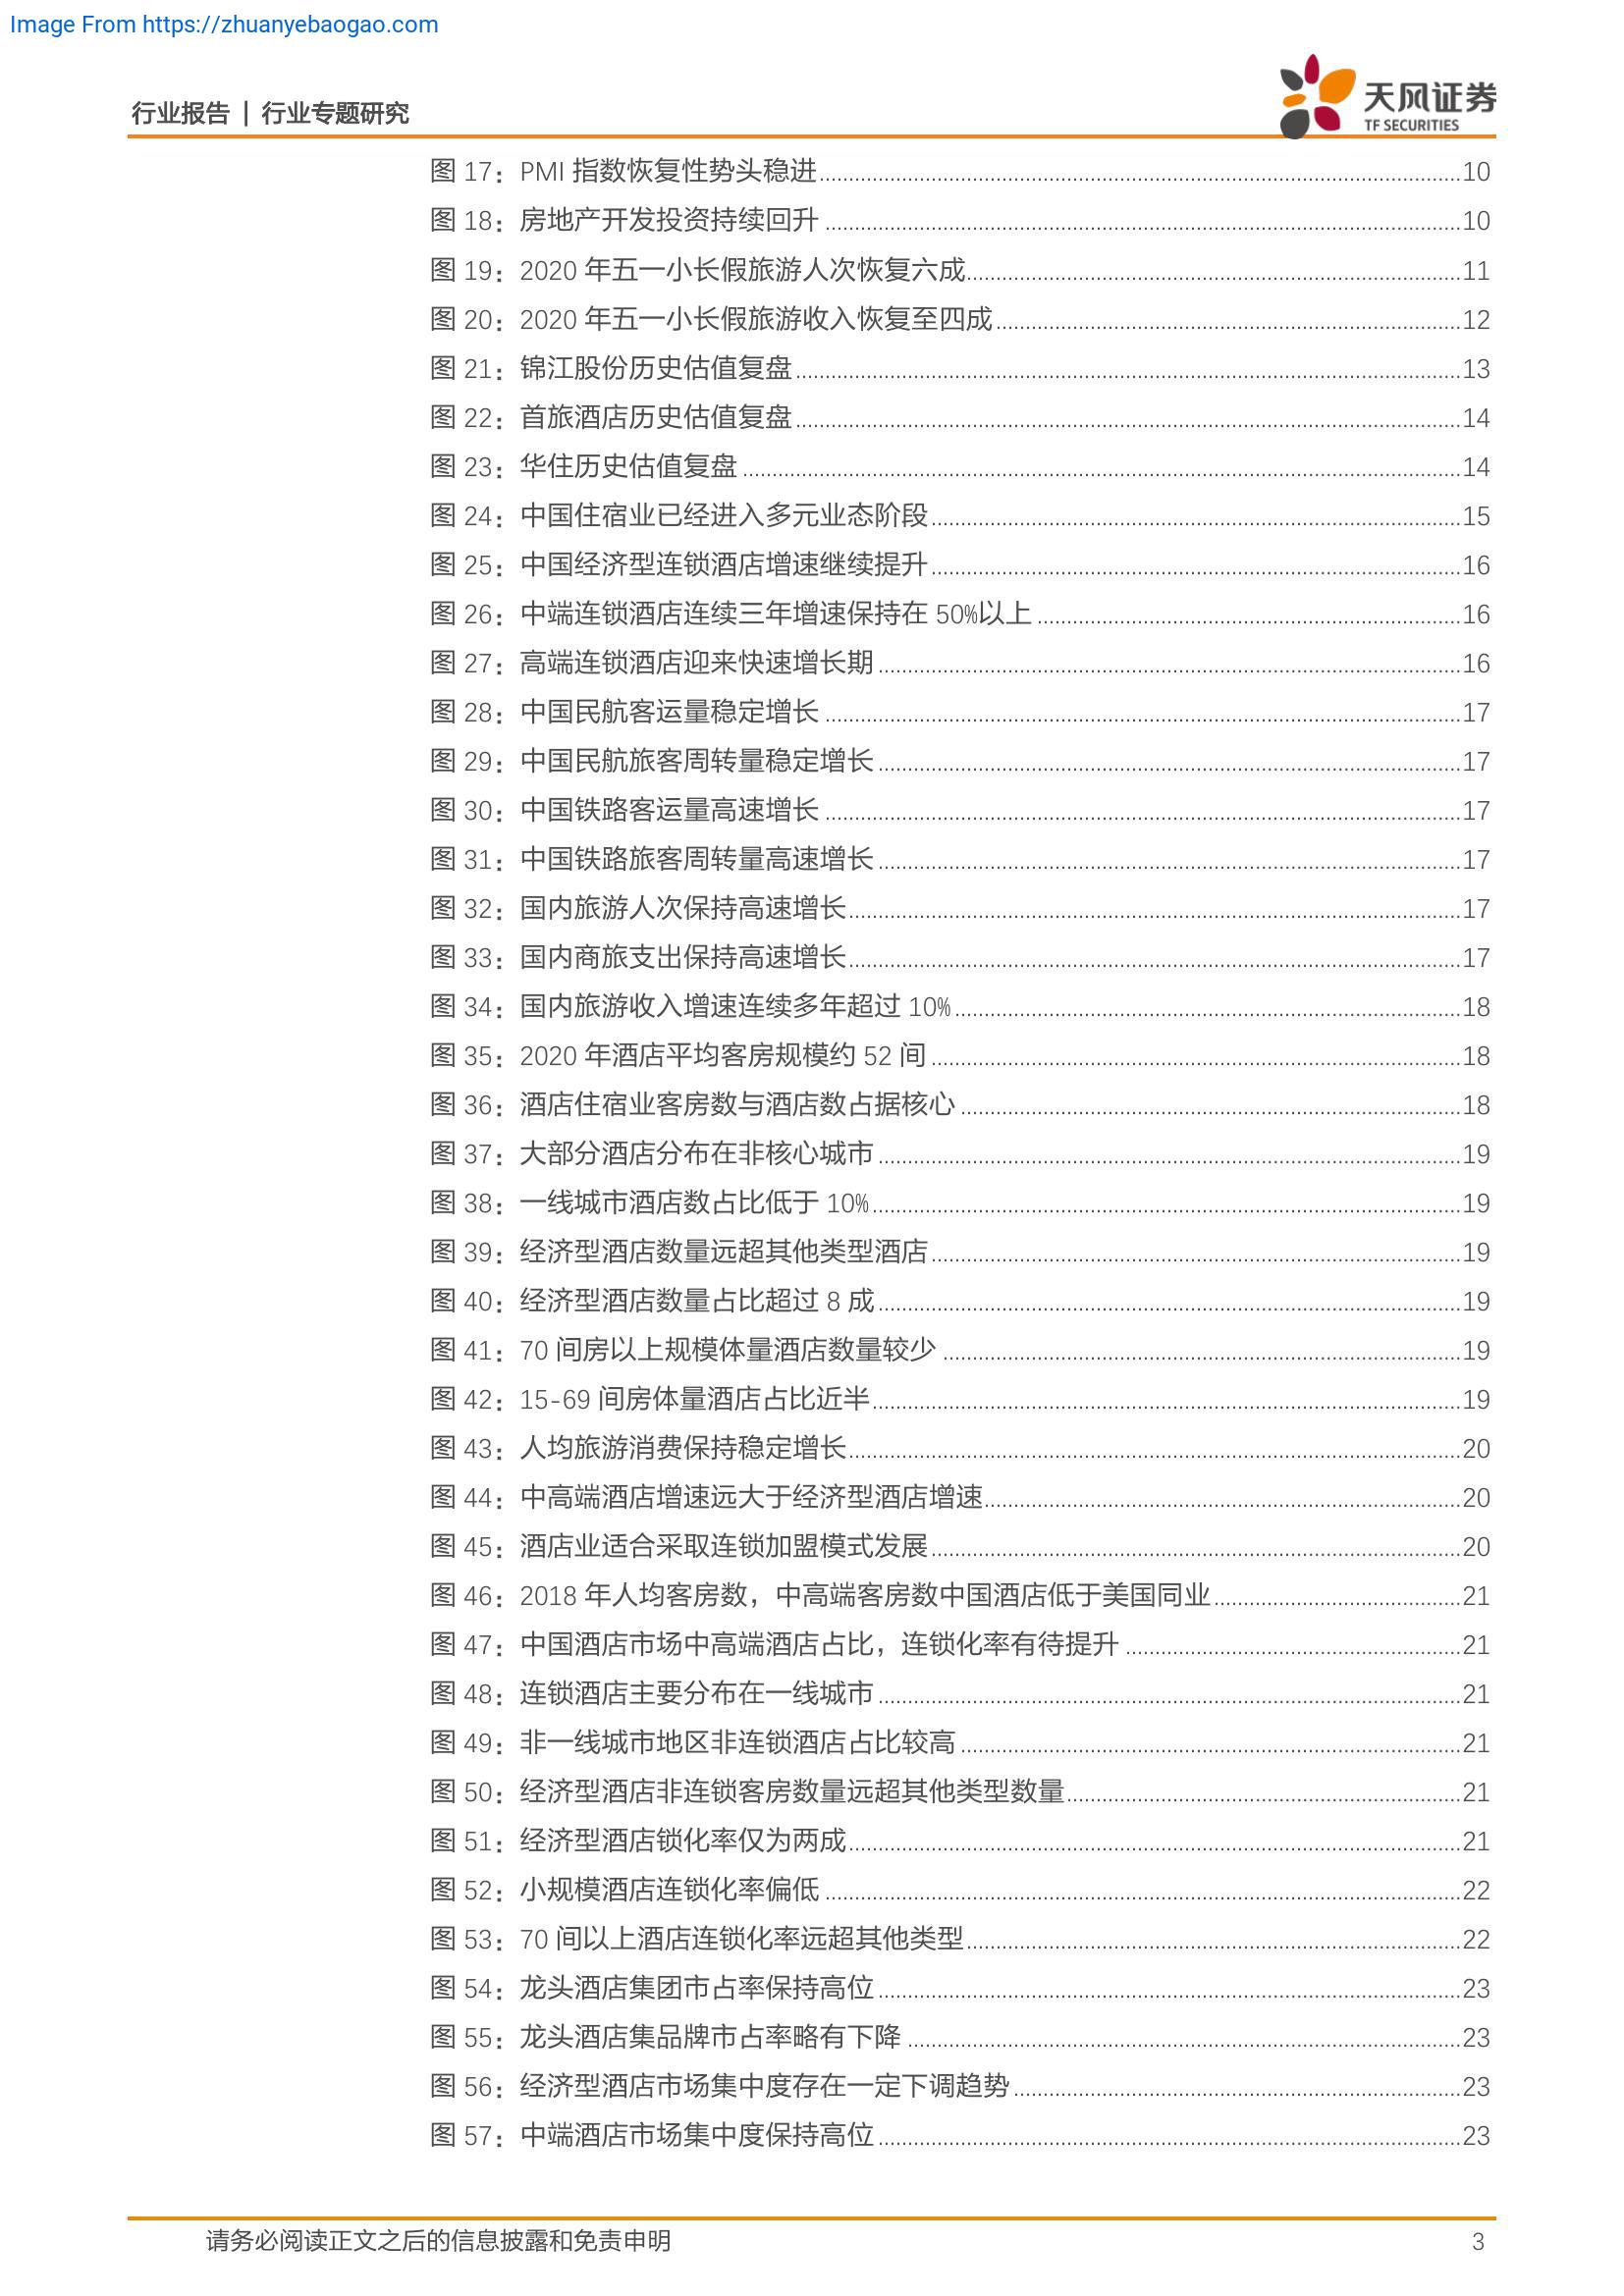 Image From https://zhuanyebaogao.com
行业报告 | 行业专题研究
天风证券
TF SECURITIES
图 17：PMI 指数恢复性势头稳进 10
图 18：房地产开发投资持续回升 10
图 19：2020 年五一小长假旅游人次恢复六成 11
图 20：2020 年五一小长假旅游收入恢复至四成 12
图 21：锦江股份历史估值复盘 13
图 22：首旅酒店历史估值复盘 14
图 23：华住历史估值复盘 14
图 24：中国住宿业已经进入多元业态阶段 15
图 25：中国经济型连锁酒店增速继续提升 16
图 26：中端连锁酒店连续三年增速保持在 50%以上 16
图 27：高端连锁酒店迎来快速增长期 16
图 28：中国民航客运量稳定增长 17
图 29：中国民航旅客周转量稳定增长 17
图 30：中国铁路客运量高速增长 17
图 31：中国铁路旅客周转量高速增长 17
图 32：国内旅游人次保持高速增长 17
图 33：国内商旅支出保持高速增长 17
图 34：国内旅游收入增速连续多年超过 10% 18
图 35：2020 年酒店平均客房规模约 52 间 18
图 36：酒店住宿业客房数与酒店数占据核心 18
图 37：大部分酒店分布在非核心城市 19
图 38：一线城市酒店数占比低于 10% 19
图 39：经济型酒店数量远超其他类型酒店 19
图 40：经济型酒店数量占比超过 8 成 19
图 41：70 间房以上规模体量酒店数量较少 19
图 42：15-69 间房体量酒店占比近半 19
图 43：人均旅游消费保持稳定增长 20
图 44：中高端酒店增速远大于经济型酒店增速 20
图 45：酒店业适合采取连锁加盟模式发展 20
图 46：2018 年人均客房数，中高端客房数中国酒店低于美国同业 21
图 47：中国酒店市场中高端酒店占比，连锁化率有待提升 21
图 48：连锁酒店主要分布在一线城市 21
图 49：非一线城市地区非连锁酒店占比较高 21
图 50：经济型酒店非连锁客房数量远超其他类型数量 21
图 51：经济型酒店锁化率仅为两成 21
图 52：小规模酒店连锁化率偏低 22
图 53：70 间以上酒店连锁化率远超其他类型 22
图 54：龙头酒店集团市占率保持高位 23
图 55：龙头酒店集品牌市占率略有下降 23
图 56：经济型酒店市场集中度存在一定下调趋势 23
图 57：中端酒店市场集中度保持高位 23
请务必阅读正文之后的信息披露和免责申明 3